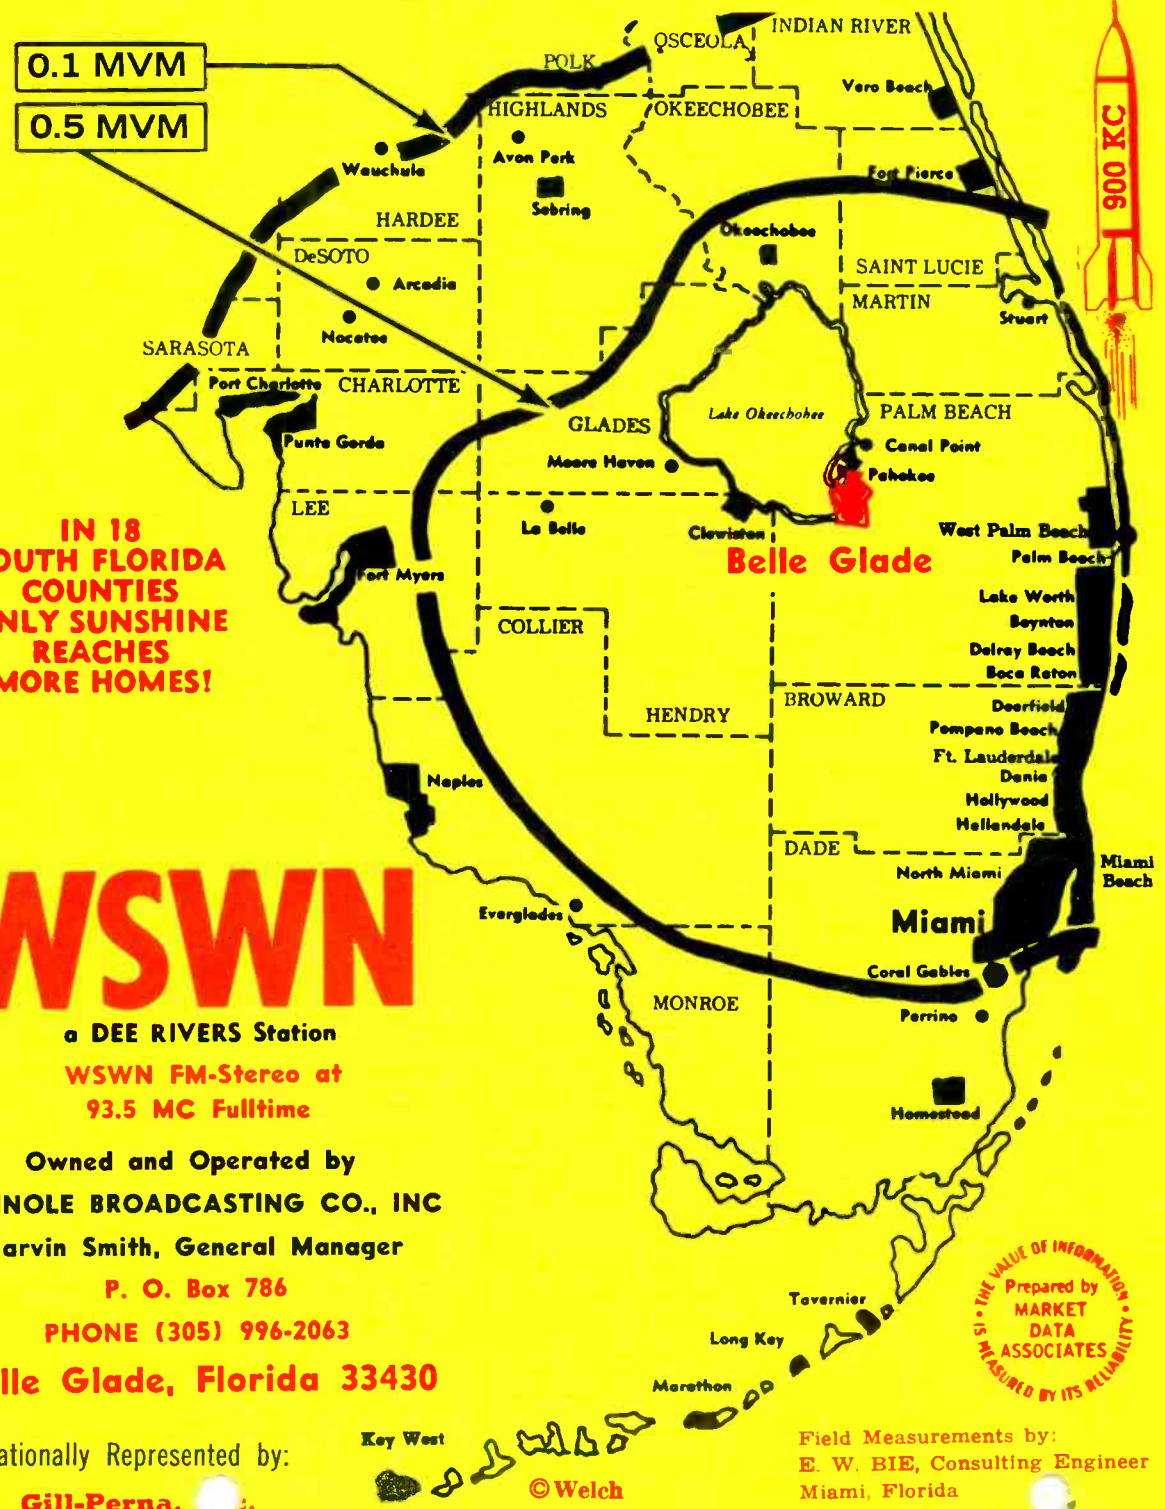 INDIAN RIVER
OSCEOLA
0.1 MVM
POLK
Vero Beach
0.5 MVM
HIGHLANDS
OKEECHOBEE
900 KC
Avon Park
Wauchula
Fort Pierce
Sebring
HARDEE
Okeechobee
DeSOTO
SAINT LUCIE
Arcadia
MARTIN
Stuart
Nocatee
SARASOTA
Port Charlotte
CHARLOTTE
Lake Okeechobee
PALM BEACH
GLADES
Punta Gorda
Canal Point
Moore Haven
Pahokee
LEE
La Belle
Clewiston
West Palm Beach
Belle Glade
Palm Beach
Fort Myers
Lake Worth
Boynton
COLLIER
Delray Beach
Boca Raton
IN 18
OUTH FLORIDA
COUNTIES
NLY SUNSHINE
REACHES
MORE HOMES!
HENDRY
BROWARD
Deerfield
Pompano Beach
Ft. Lauderdale
Dania
Naples
Hollywood
Hallandale
DADE
North Miami
Miami
Beach
Everglades
Miami
Coral Gables
MONROE
Perrine
Homestead
WSWN
a DEE RIVERS Station
WSWN FM-Stereo at
93.5 MC Fulltime
Owned and Operated by
INOLE BROADCASTING CO., INC
arvin Smith, General Manager
P. O. Box 786
PHONE (305) 996-2063
lle Glade, Florida 33430
ationally Represented by:
Gill-Perna,
Tavernier
Long Key
Marathon
Key West
© Welch
• THE VALUE OF INFORMATION •
IS MEASURED BY ITS RELIABILITY
Prepared by
MARKET
DATA
ASSOCIATES
Field Measurements by:
E. W. BIE, Consulting Engineer
Miami, Florida